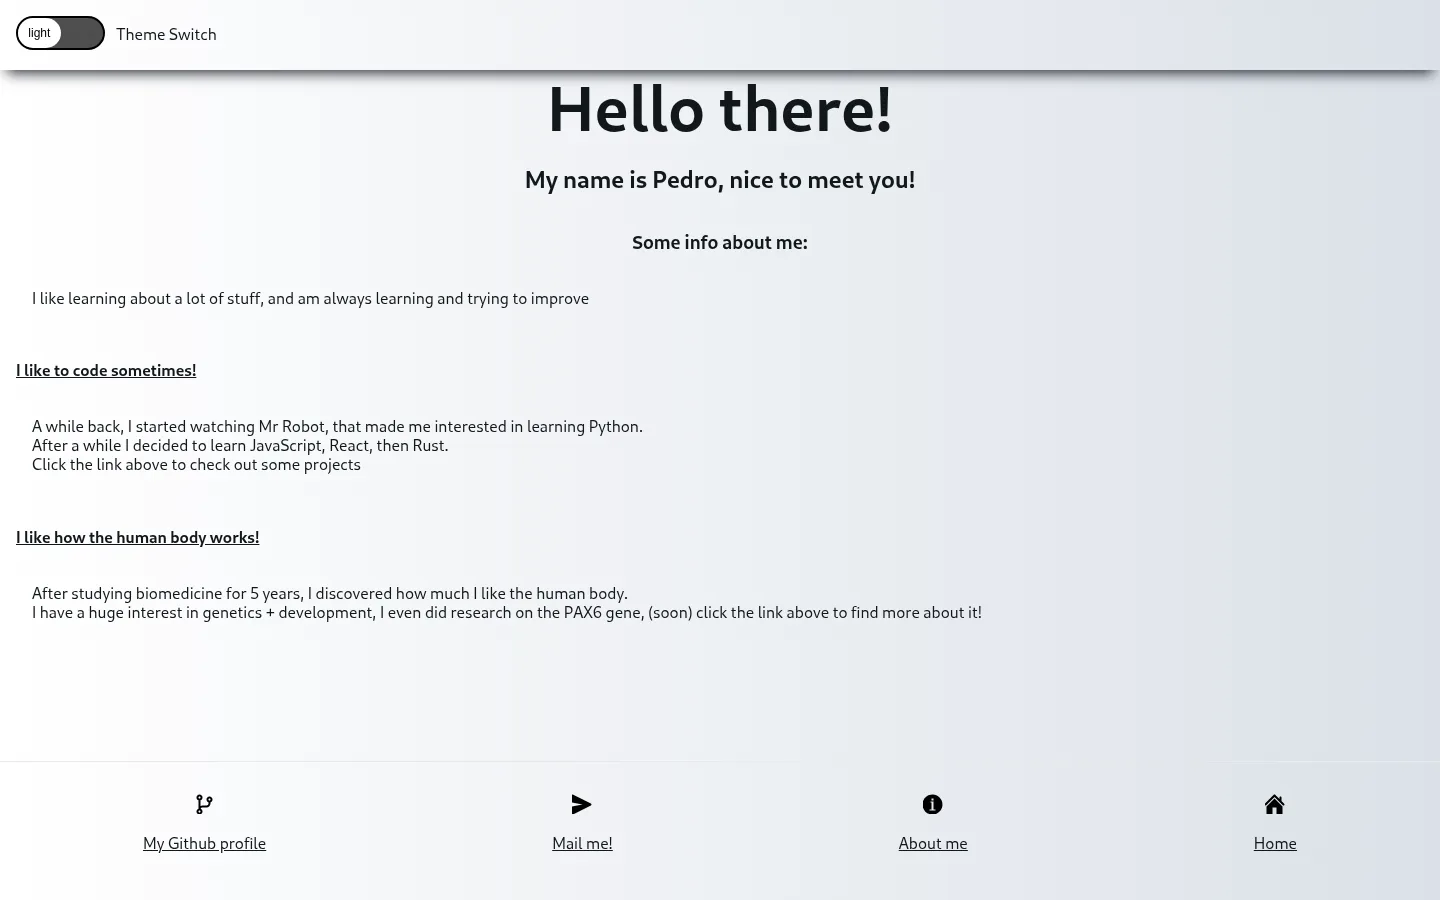 light
Theme Switch
Hello there!
My name is Pedro, nice to meet you!
Some info about me:
I like learning about a lot of stuff, and am always learning and trying to improve
I like to code sometimes!
A while back, I started watching Mr Robot, that made me interested in learning Python.
After a while I decided to learn JavaScript, React, then Rust.
Click the link above to check out some projects
I like how the human body works!
After studying biomedicine for 5 years, I discovered how much I like the human body.
I have a huge interest in genetics + development, I even did research on the PAX6 gene, (soon) click the link above to find more about it!
My Github profile
Mail me!
About me
Home